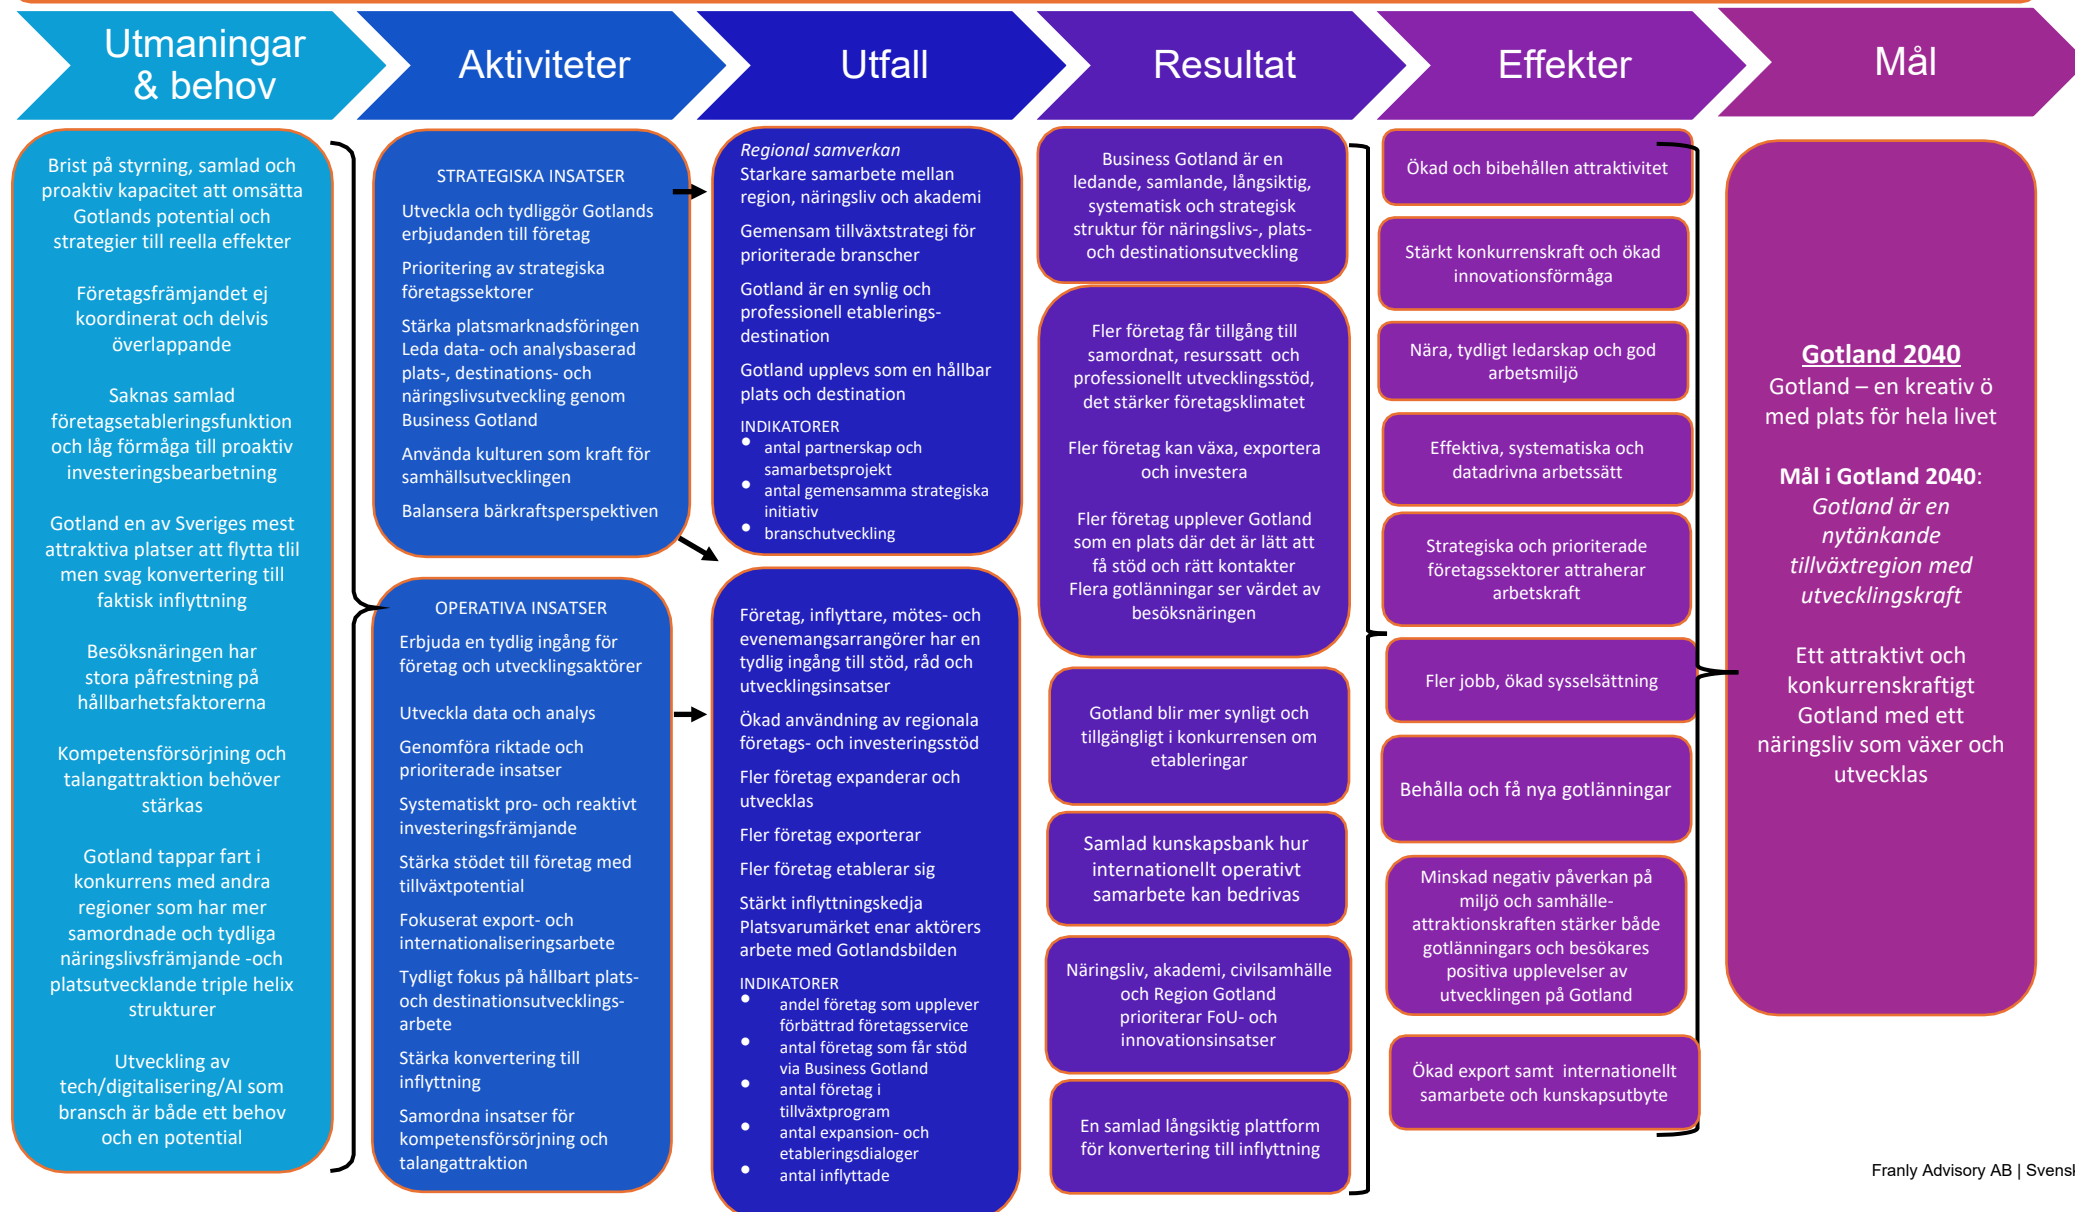 Utmaningar
& behov
Aktiviteter
Utfall
Resultat
Effekter
Mål
Brist på styrning, samlad och
proaktiv kapacitet att omsätta
Gotlands potential och
strategier till reella effekter
Företagsfrämjandet ej
koordinerat och delvis
överlappande
Saknas samlad
företagsetableringsfunktion
och låg förmåga till proaktiv
investeringsbearbetning
Gotland en av Sveriges mest
attraktiva platser att flytta tlil
men svag konvertering till
faktisk inflyttning
Besöksnäringen har
stora påfrestning på
hållbarhetsfaktorerna
Kompetensförsörjning och
talangattraktion behöver
stärkas
Gotland tappar fart i
konkurrens med andra
regioner som har mer
samordnade och tydliga
näringslivsfrämjande -och
platsutvecklande triple helix
strukturer
Utveckling av
tech/digitalisering/AI som
bransch är både ett behov
och en potential
STRATEGISKA INSATSER
Utveckla och tydliggör Gotlands
erbjudanden till företag
Prioritering av strategiska
företagssektorer
Stärka platsmarknadsföringen
Leda data- och analysbaserad
plats-, destinations- och
näringslivsutveckling genom
Business Gotland
Använda kulturen som kraft för
samhällsutvecklingen
Balansera bärkraftsperspektiven
OPERATIVA INSATSER
Erbjuda en tydlig ingång för
företag och utvecklingsaktörer
Utveckla data och analys
Genomföra riktade och
prioriterade insatser
Systematiskt pro- och reaktivt
investeringsfrämjande
Stärka stödet till företag med
tillväxtpotential
Fokuserat export- och
internationaliseringsarbete
Tydligt fokus på hållbart plats-
och destinationsutvecklings-
arbete
Stärka konvertering till
inflyttning
Samordna insatser för
kompetensförsörjning och
talangattraktion
Regional samverkan
Starkare samarbete mellan
region, näringsliv och akademi
Gemensam tillväxtstrategi för
prioriterade branscher
Gotland är en synlig och
professionell etablerings-
destination
Gotland upplevs som en hållbar
plats och destination
INDIKATORER
• antal partnerskap och
samarbetsprojekt
• antal gemensamma strategiska
initiativ
• branschutveckling
Företag, inflyttare, mötes- och
evenemangsarrangörer har en
tydlig ingång till stöd, råd och
utvecklingsinsatser
Ökad användning av regionala
företags- och investeringsstöd
Fler företag expanderar och
utvecklas
Fler företag exporterar
Fler företag etablerar sig
Stärkt inflyttningskedja
Platsvarumärket enar aktörers
arbete med Gotlandsbilden
INDIKATORER
• andel företag som upplever
förbättrad företagsservice
• antal företag som får stöd
via Business Gotland
• antal företag i
tillväxtprogram
• antal expansion- och
etableringsdialoger
• antal inflyttade
Business Gotland är en
ledande, samlande, långsiktig,
systematisk och strategisk
struktur för näringslivs-, plats-
och destinationsutveckling
Fler företag får tillgång till
samordnat, resurssatt och
professionellt utvecklingsstöd,
det stärker företagsklimatet
Fler företag kan växa, exportera
och investera
Fler företag upplever Gotland
som en plats där det är lätt att
få stöd och rätt kontakter
Flera gotlänningar ser värdet av
besöksnäringen
Gotland blir mer synligt och
tillgängligt i konkurrensen om
etableringar
Samlad kunskapsbank hur
internationellt operativt
samarbete kan bedrivas
Näringsliv, akademi, civilsamhälle
och Region Gotland
prioriterar FoU- och
innovationsinsatser
En samlad långsiktig plattform
för konvertering till inflyttning
Ökad och bibehållen attraktivitet
Stärkt konkurrenskraft och ökad
innovationsförmåga
Nära, tydligt ledarskap och god
arbetsmiljö
Effektiva, systematiska och
datadrivna arbetssätt
Strategiska och prioriterade
företagssektorer attraherar
arbetskraft
Fler jobb, ökad sysselsättning
Behålla och få nya gotlänningar
Minskad negativ påverkan på
miljö och samhälle-
attraktionskraften stärker både
gotlänningars och besökares
positiva upplevelser av
utvecklingen på Gotland
Ökad export samt internationellt
samarbete och kunskapsutbyte
Gotland 2040
Gotland – en kreativ ö
med plats för hela livet
Mål i Gotland 2040:
Gotland är en
nytänkande
tillväxtregion med
utvecklingskraft
Ett attraktivt och
konkurrenskraftigt
Gotland med ett
näringsliv som växer och
utvecklas
Franly Advisory AB | Svensk